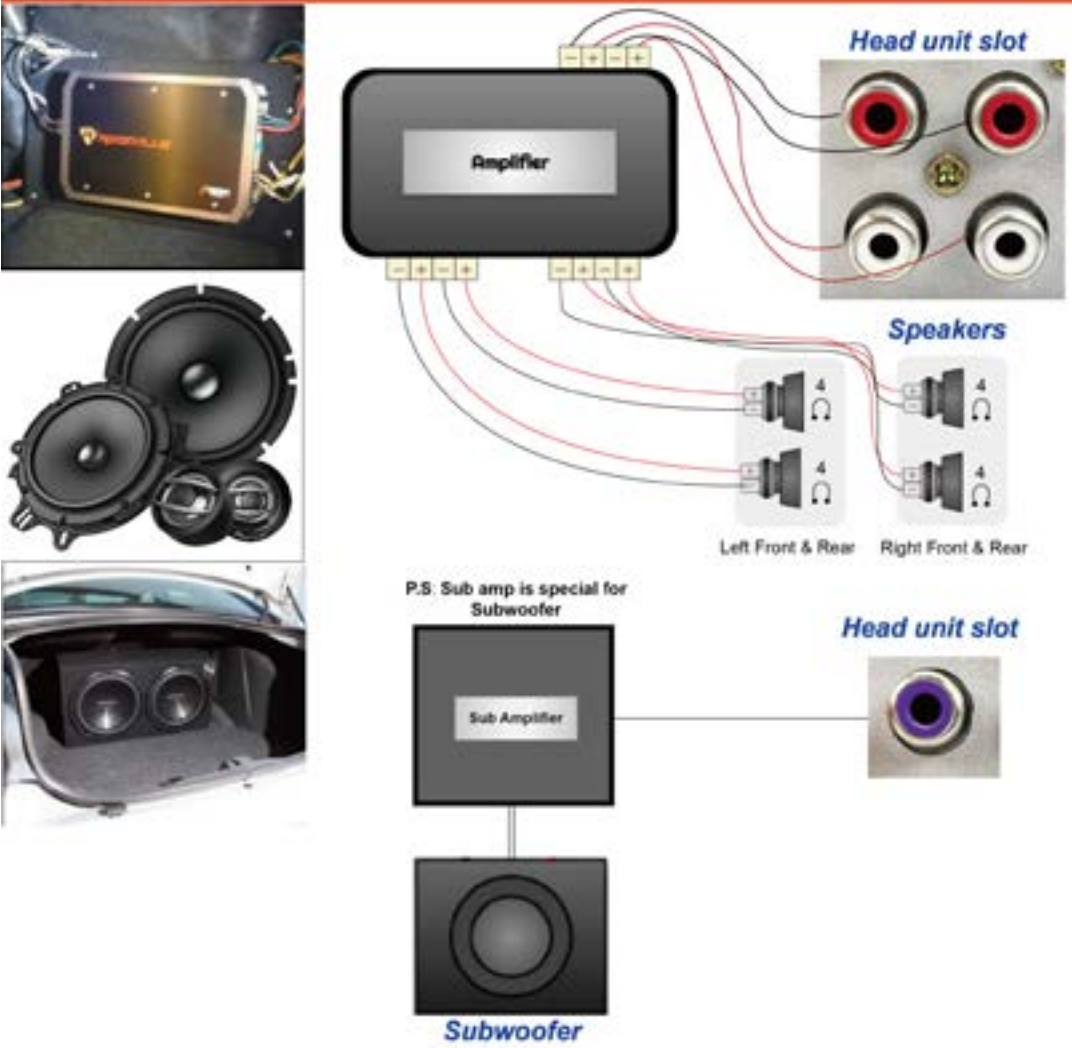 Head unit slot
− + − +
Amplifier
− + − +
− + − +
Speakers
+ 4
−
+ 4
−
+ 4
−
+ 4
−
Left Front & Rear
Right Front & Rear
P.S: Sub amp is special for
Subwoofer
Head unit slot
Sub Amplifier
Subwoofer